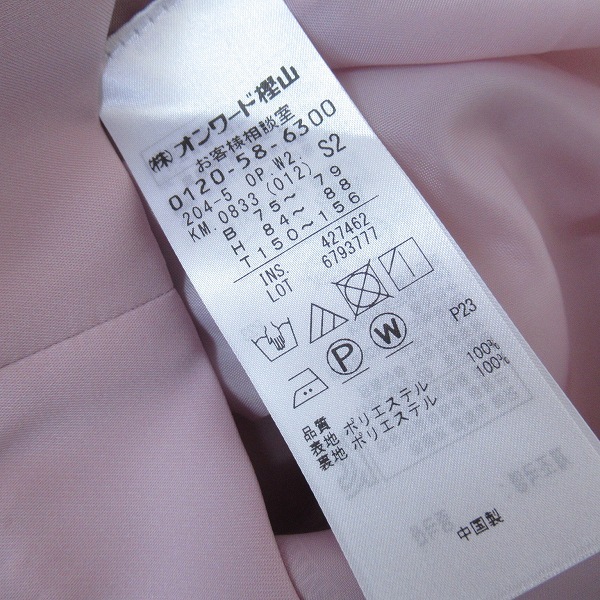 (株)オンワード樫山
お客様相談室
0120-58-6300
204-5 OP.W2. S2
KM.0833 (012)
B 75～ 79
H 84～ 88
T150～156
INS. 427462
LOT 6793777
P W P23
品質
表地 ポリエステル 100%
裏地 ポリエステル 100%
中国製